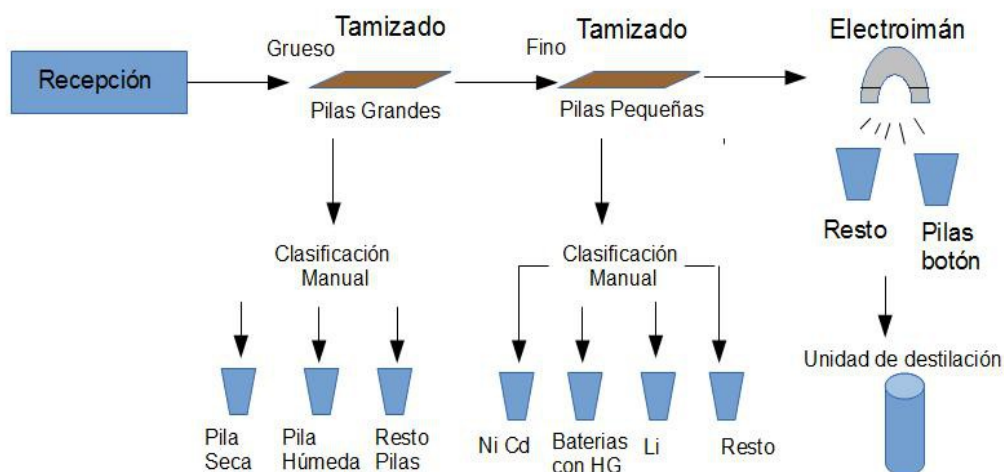 Recepción
Grueso
Tamizado
Pilas Grandes
Fino
Tamizado
Pilas Pequeñas
Electroimán
Resto
Pilas
botón
Clasificación
Manual
Clasificación
Manual
Unidad de destilación
Pila
Seca
Pila
Húmeda
Resto
Pilas
Ni Cd
Baterias
con HG
Li
Resto